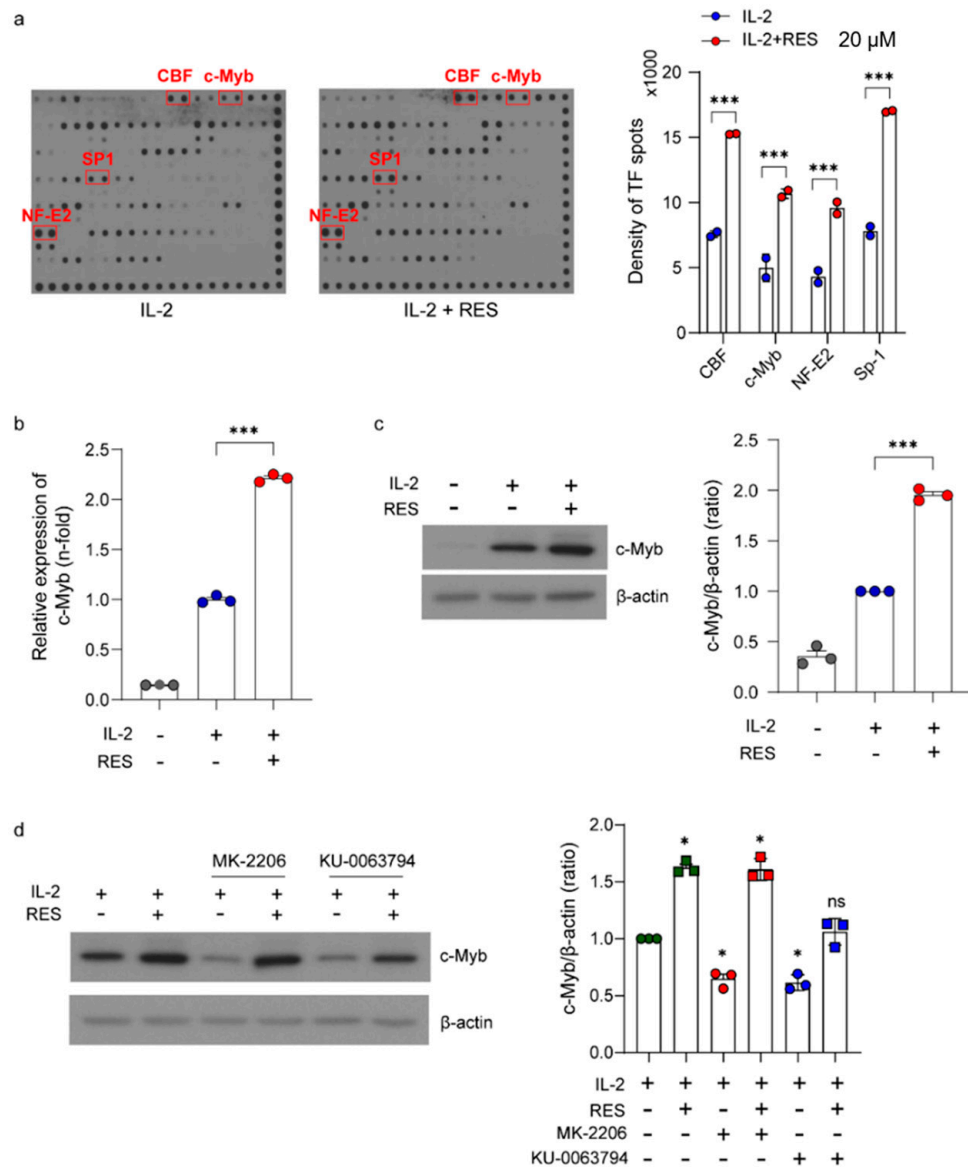 a
CBF c-Myb
SP1
NF-E2
IL-2
CBF c-Myb
SP1
NF-E2
IL-2 + RES
IL-2
IL-2+RES 20 µM
Density of TF spots
x1000
20
15
10
5
0
*** *** *** ***
CBF
c-Myb
NF-E2
Sp-1
b
Relative expression of
c-Myb (n-fold)
2.5
2.0
1.5
1.0
0.5
0.0
***
IL-2 - + +
RES - - +
c
IL-2 - + +
RES - - +
c-Myb
β-actin
c-Myb/β-actin (ratio)
2.5
2.0
1.5
1.0
0.5
0.0
***
IL-2 - + +
RES - - +
d
MK-2206 KU-0063794
IL-2 + + + + + +
RES - + - + - +
c-Myb
β-actin
c-Myb/β-actin (ratio)
2.0
1.5
1.0
0.5
0.0
* * * * ns
IL-2 + + + + + +
RES - + - + - +
MK-2206 - - + + - -
KU-0063794 - - - - + +